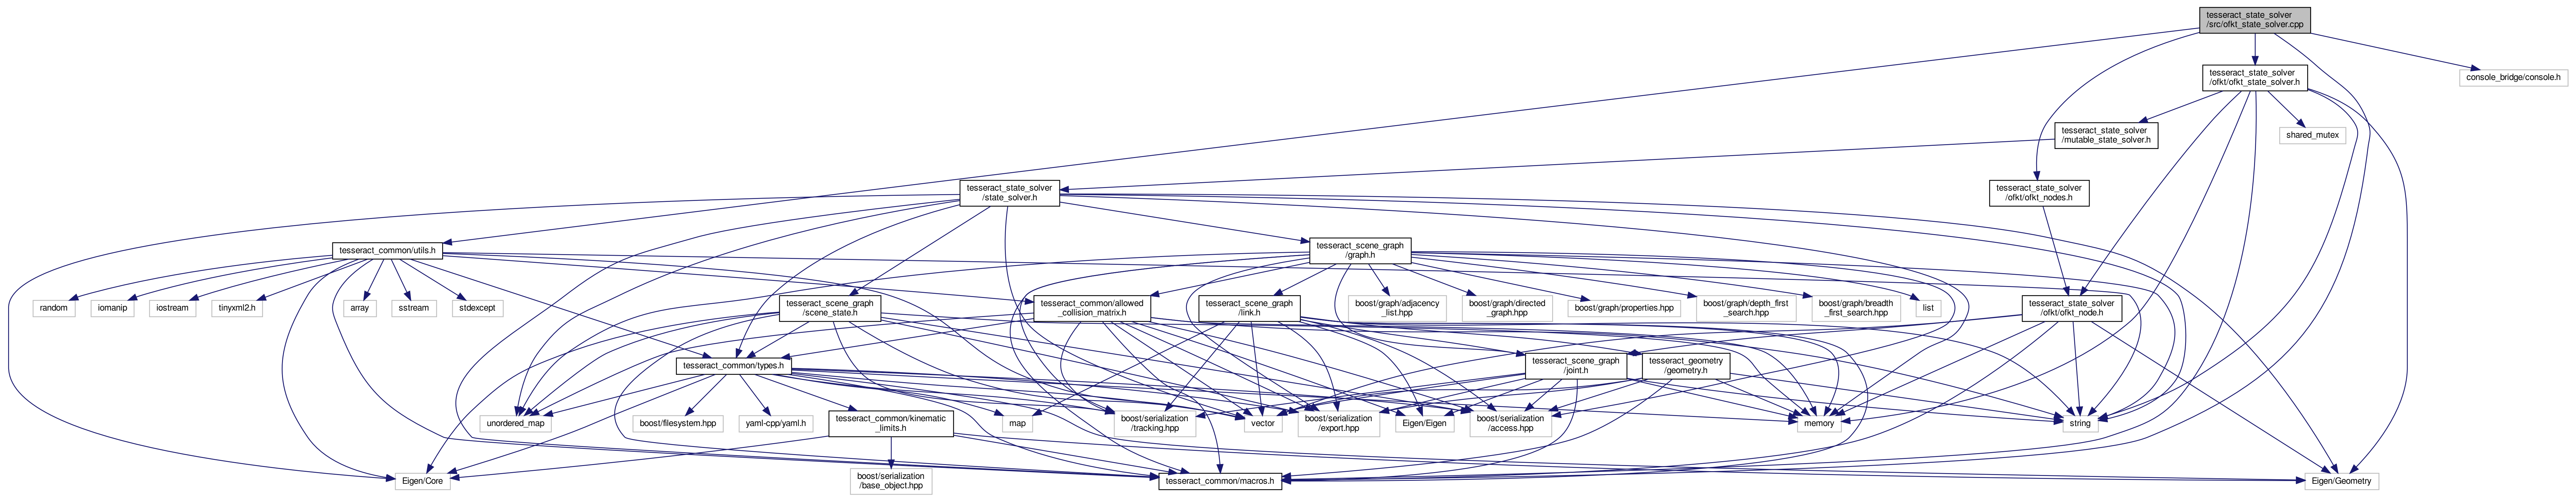 tesseract_state_solver
/src/ofkt_state_solver.cpp
tesseract_state_solver
/ofkt/ofkt_state_solver.h
console_bridge/console.h
tesseract_state_solver
/mutable_state_solver.h
shared_mutex
tesseract_state_solver
/state_solver.h
tesseract_state_solver
/ofkt/ofkt_nodes.h
tesseract_common/utils.h
tesseract_scene_graph
/graph.h
random
iomanip
iostream
tinyxml2.h
array
sstream
stdexcept
tesseract_scene_graph
/scene_state.h
tesseract_common/allowed
_collision_matrix.h
tesseract_scene_graph
/link.h
boost/graph/adjacency
_list.hpp
boost/graph/directed
_graph.hpp
boost/graph/properties.hpp
boost/graph/depth_first
_search.hpp
boost/graph/breadth
_first_search.hpp
list
tesseract_state_solver
/ofkt/ofkt_node.h
tesseract_common/types.h
tesseract_scene_graph
/joint.h
tesseract_geometry
/geometry.h
unordered_map
boost/filesystem.hpp
yaml-cpp/yaml.h
tesseract_common/kinematic
_limits.h
map
boost/serialization
/tracking.hpp
vector
boost/serialization
/export.hpp
Eigen/Eigen
boost/serialization
/access.hpp
memory
string
Eigen/Core
boost/serialization
/base_object.hpp
tesseract_common/macros.h
Eigen/Geometry